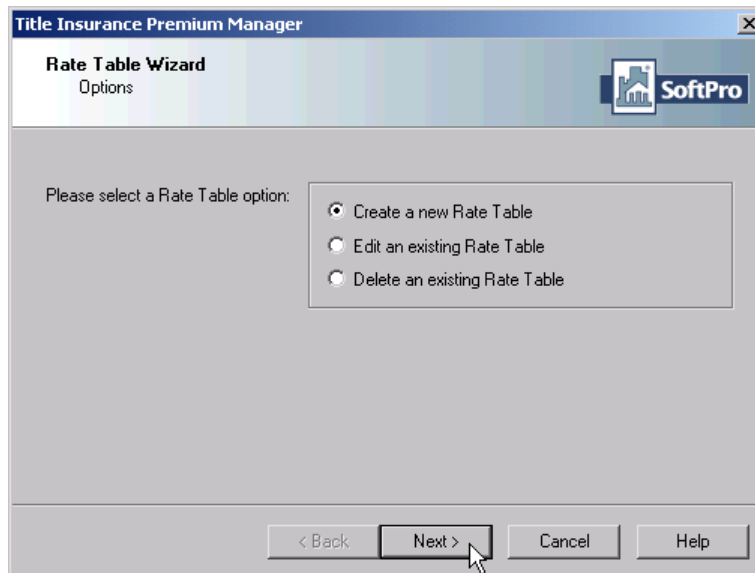 Title Insurance Premium Manager
Rate Table Wizard
Options
SoftPro
Please select a Rate Table option:
Create a new Rate Table
Edit an existing Rate Table
Delete an existing Rate Table
< Back
Next >
Cancel
Help